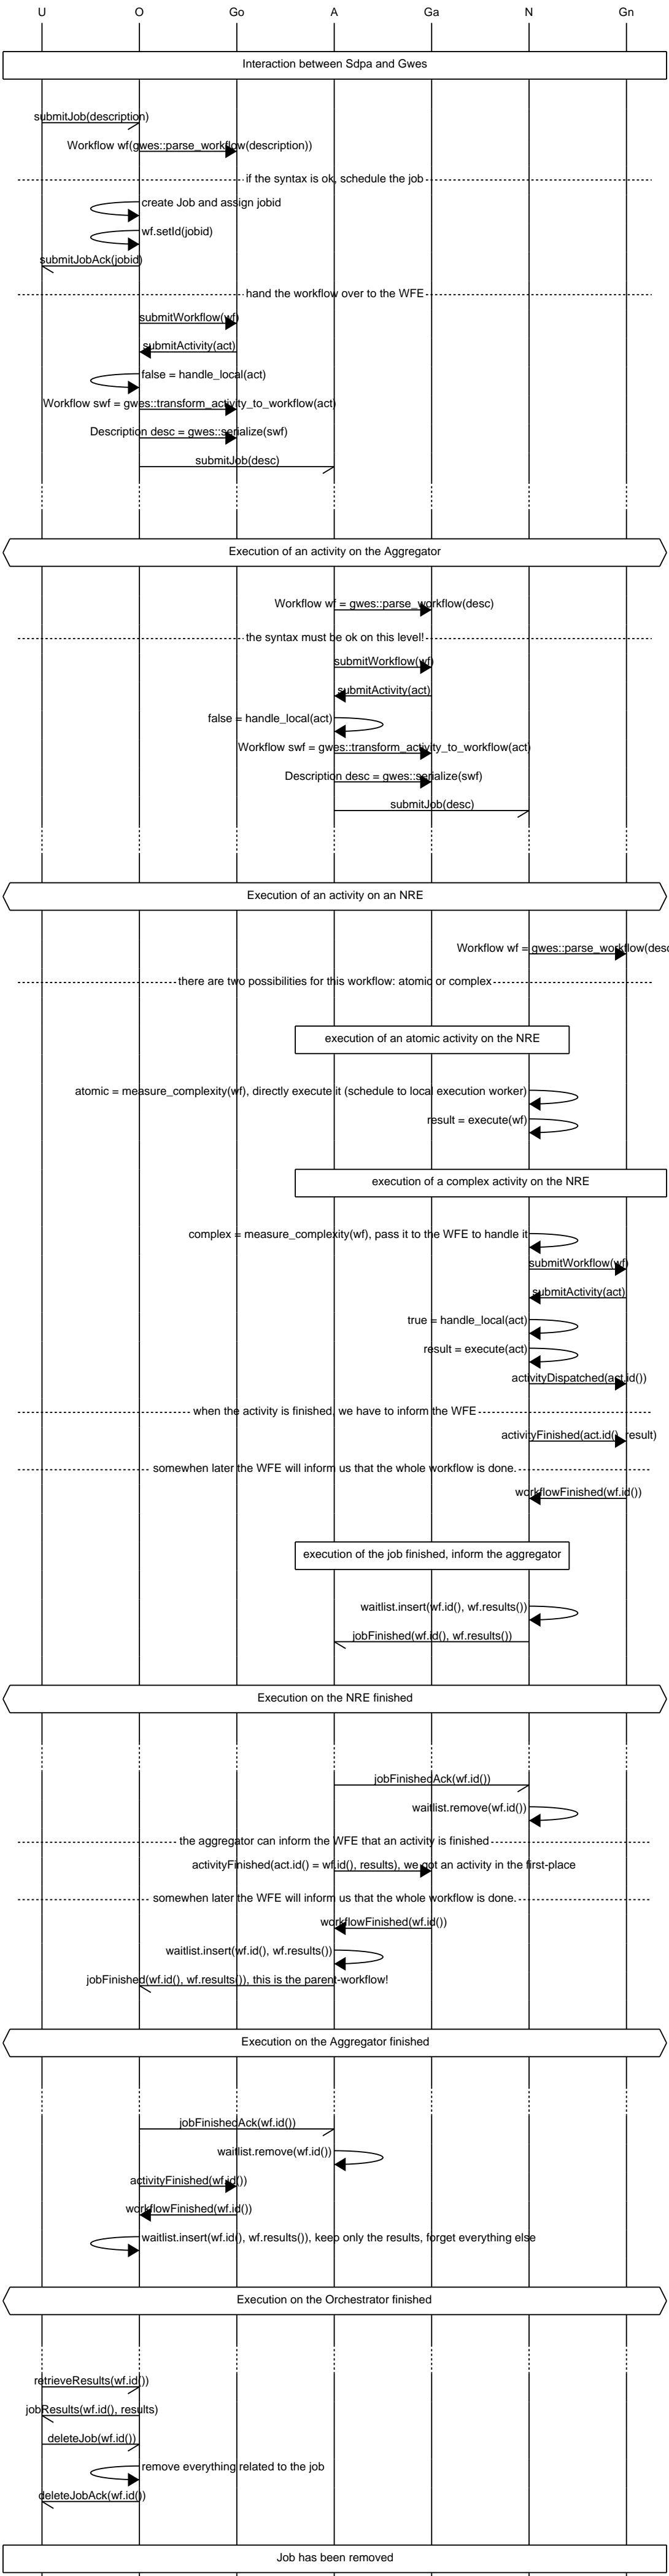 U O Go A Ga N Gn
Interaction between Sdpa and Gwes
submitJob(description)
Workflow wf(gwes::parse_workflow(description))
if the syntax is ok, schedule the job
create Job and assign jobid
wf.setId(jobid)
submitJobAck(jobid)
hand the workflow over to the WFE
submitWorkflow(wf)
submitActivity(act)
false = handle_local(act)
Workflow swf = gwes::transform_activity_to_workflow(act)
Description desc = gwes::serialize(swf)
submitJob(desc)
Execution of an activity on the Aggregator
Workflow wf = gwes::parse_workflow(desc)
the syntax must be ok on this level!
submitWorkflow(wf)
submitActivity(act)
false = handle_local(act)
Workflow swf = gwes::transform_activity_to_workflow(act)
Description desc = gwes::serialize(swf)
submitJob(desc)
Execution of an activity on an NRE
Workflow wf = gwes::parse_workflow(desc
there are two possibilities for this workflow: atomic or complex
execution of an atomic activity on the NRE
atomic = measure_complexity(wf), directly execute it (schedule to local execution worker)
result = execute(wf)
execution of a complex activity on the NRE
complex = measure_complexity(wf), pass it to the WFE to handle it
submitWorkflow(wf)
submitActivity(act)
true = handle_local(act)
result = execute(act)
activityDispatched(act.id())
when the activity is finished, we have to inform the WFE
activityFinished(act.id(), result)
somewhen later the WFE will inform us that the whole workflow is done.
workflowFinished(wf.id())
execution of the job finished, inform the aggregator
waitlist.insert(wf.id(), wf.results())
jobFinished(wf.id(), wf.results())
Execution on the NRE finished
jobFinishedAck(wf.id())
waitlist.remove(wf.id())
the aggregator can inform the WFE that an activity is finished
activityFinished(act.id() = wf.id(), results), we got an activity in the first-place
somewhen later the WFE will inform us that the whole workflow is done.
workflowFinished(wf.id())
waitlist.insert(wf.id(), wf.results())
jobFinished(wf.id(), wf.results()), this is the parent-workflow!
Execution on the Aggregator finished
jobFinishedAck(wf.id())
waitlist.remove(wf.id())
activityFinished(wf.id())
workflowFinished(wf.id())
waitlist.insert(wf.id(), wf.results()), keep only the results, forget everything else
Execution on the Orchestrator finished
retrieveResults(wf.id())
jobResults(wf.id(), results)
deleteJob(wf.id())
remove everything related to the job
deleteJobAck(wf.id())
Job has been removed